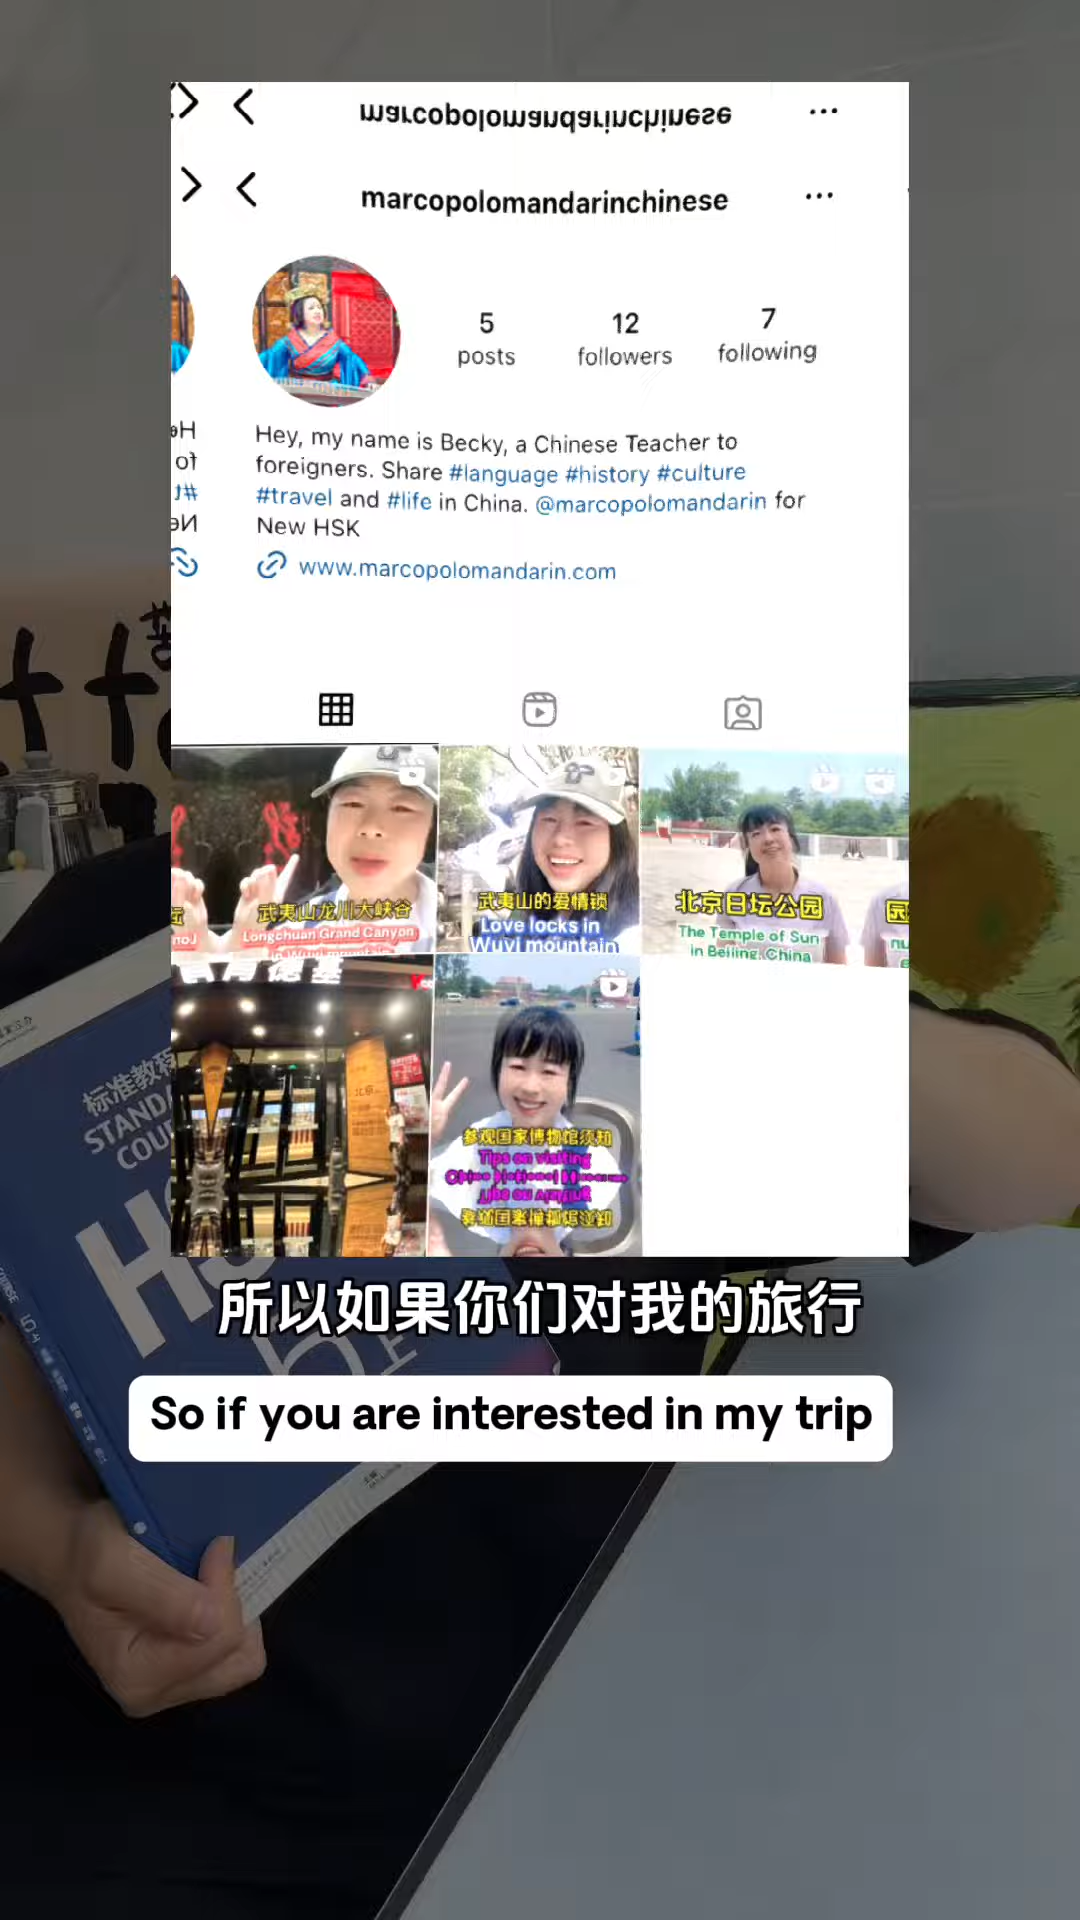 marcopolomandarinchinese
marcopolomandarinchinese
5 12 7
posts followers following
Hey, my name is Becky, a Chinese Teacher to
foreigners. Share #language #history #culture
#travel and #life in China. @marcopolomandarin for
New HSK
www.marcopolomandarin.com
武夷山龙川大峡谷
Longchuan Grand Canyon
武夷山的爱情锁
Love locks in
Wuyi mountain
北京日坛公园
The Temple of Sun
in Beijing, China
北京
参观国家博物馆须知
Tips on visiting
标准教程
STAND
COU
H
所以如果你们对我的旅行
So if you are interested in my trip